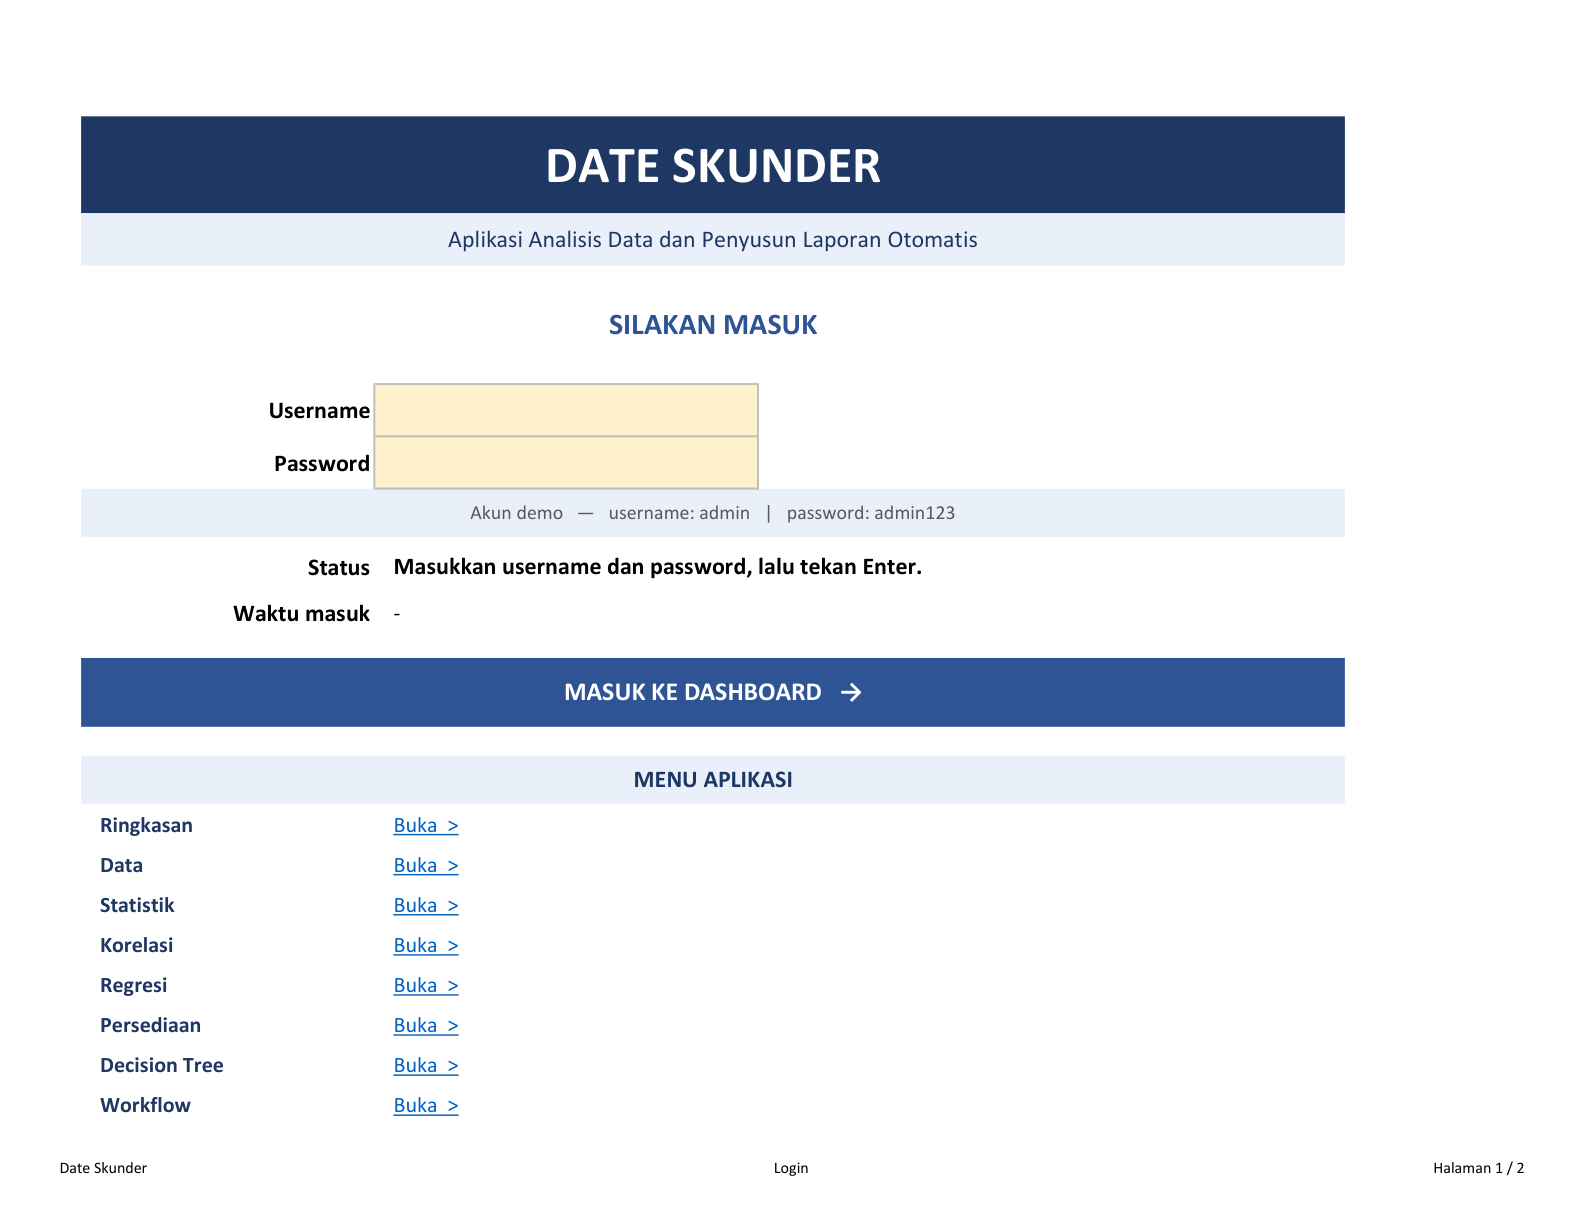 DATE SKUNDER
Aplikasi Analisis Data dan Penyusun Laporan Otomatis
SILAKAN MASUK
Username
Password
Akun demo — username: admin | password: admin123
Status Masukkan username dan password, lalu tekan Enter.
Waktu masuk -
MASUK KE DASHBOARD →
MENU APLIKASI
Ringkasan Buka >
Data Buka >
Statistik Buka >
Korelasi Buka >
Regresi Buka >
Persediaan Buka >
Decision Tree Buka >
Workflow Buka >
Date Skunder Login Halaman 1 / 2